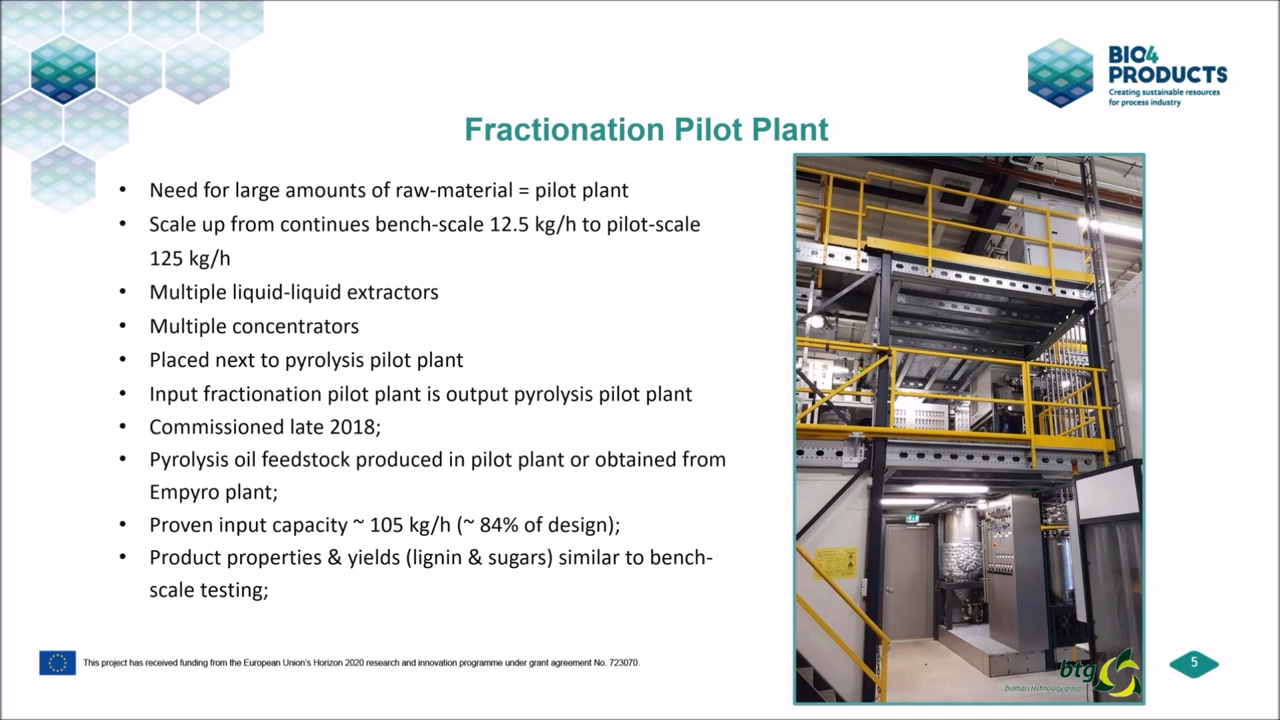 BIO4
PRODUCTS
Creating sustainable resources
for process industry
Fractionation Pilot Plant
• Need for large amounts of raw-material = pilot plant
• Scale up from continues bench-scale 12.5 kg/h to pilot-scale
125 kg/h
• Multiple liquid-liquid extractors
• Multiple concentrators
• Placed next to pyrolysis pilot plant
• Input fractionation pilot plant is output pyrolysis pilot plant
• Commissioned late 2018;
• Pyrolysis oil feedstock produced in pilot plant or obtained from
Empyro plant;
• Proven input capacity ~ 105 kg/h (~ 84% of design);
• Product properties & yields (lignin & sugars) similar to bench-
scale testing;
btg
biomass technology group
This project has received funding from the European Union's Horizon 2020 research and innovation programme under grant agreement No. 723070.
5